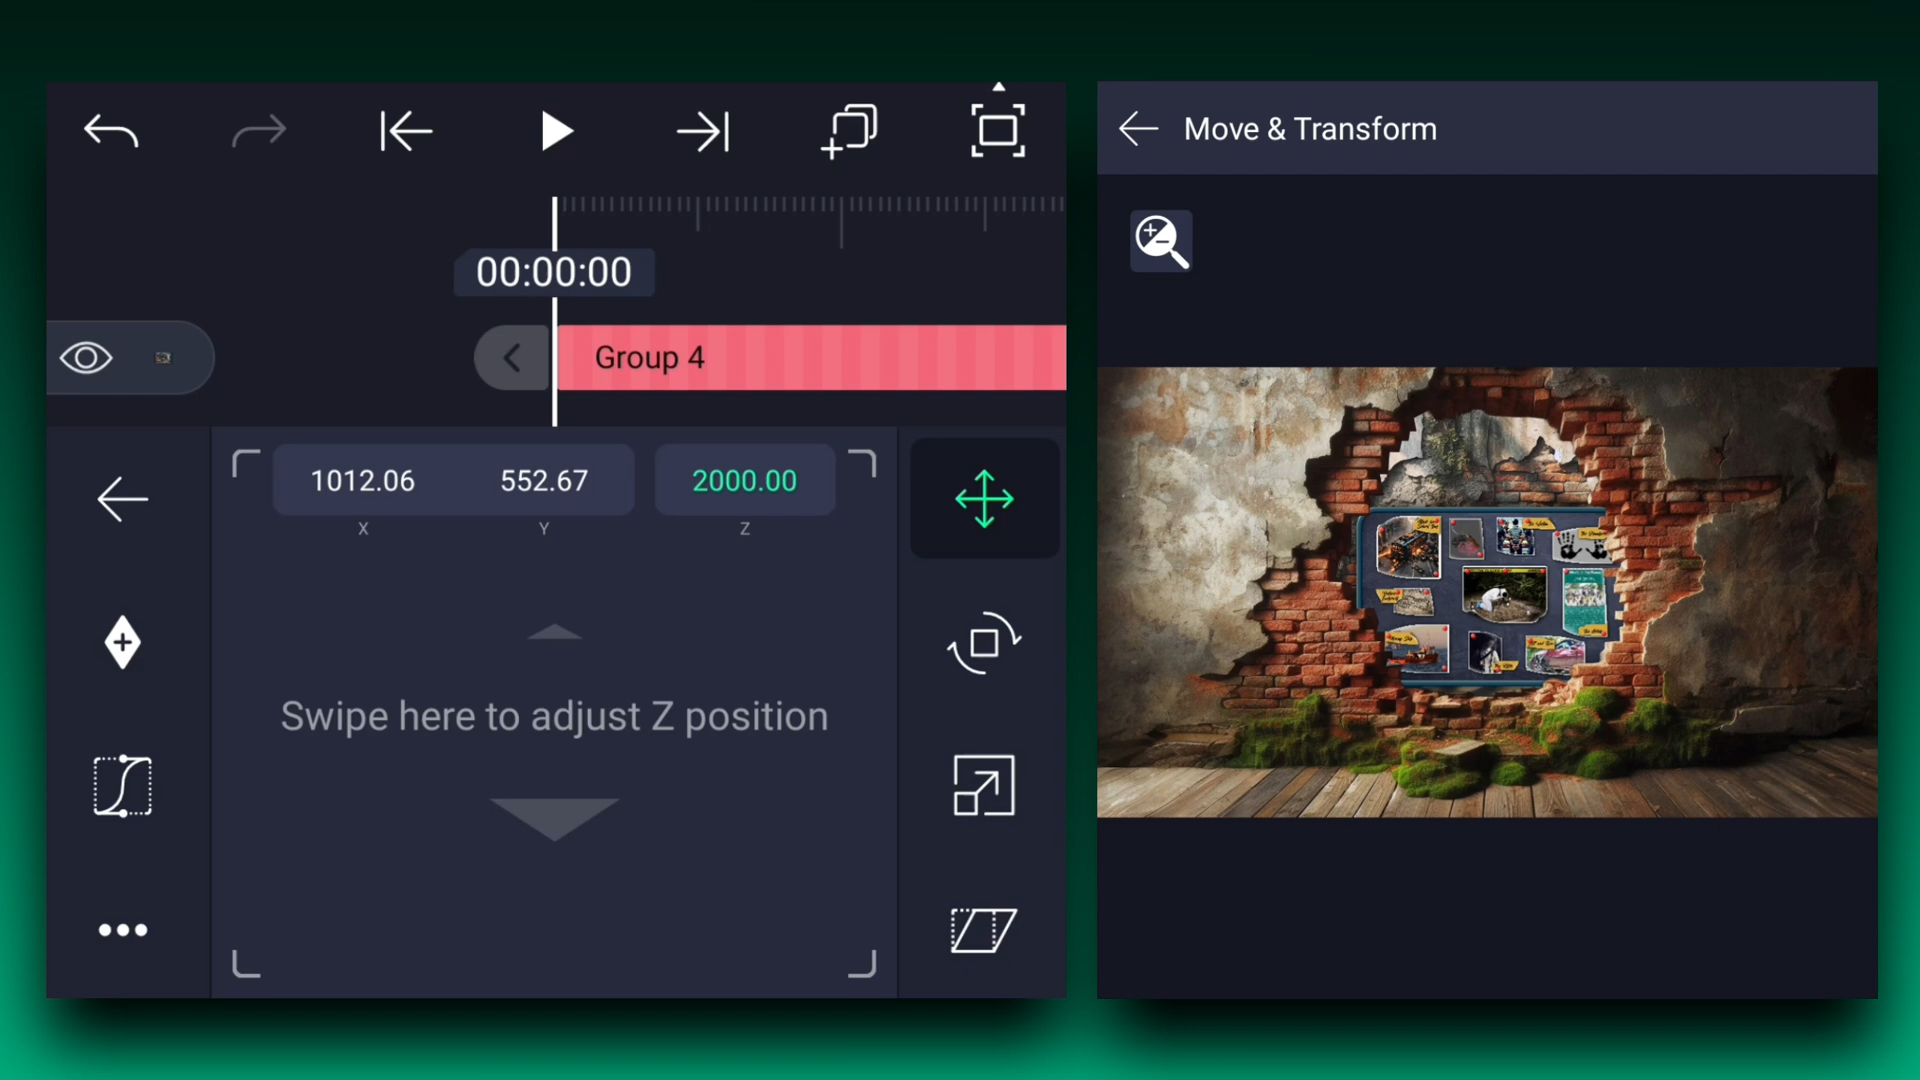 Move & Transform
00:00:00
Group 4
1012.06 552.67 2000.00
X Y Z
Swipe here to adjust Z position